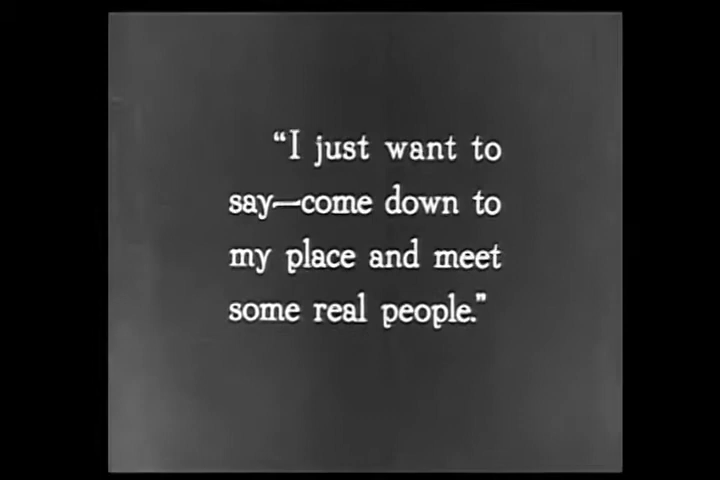 "I just want to
say—come down to
my place and meet
some real people."